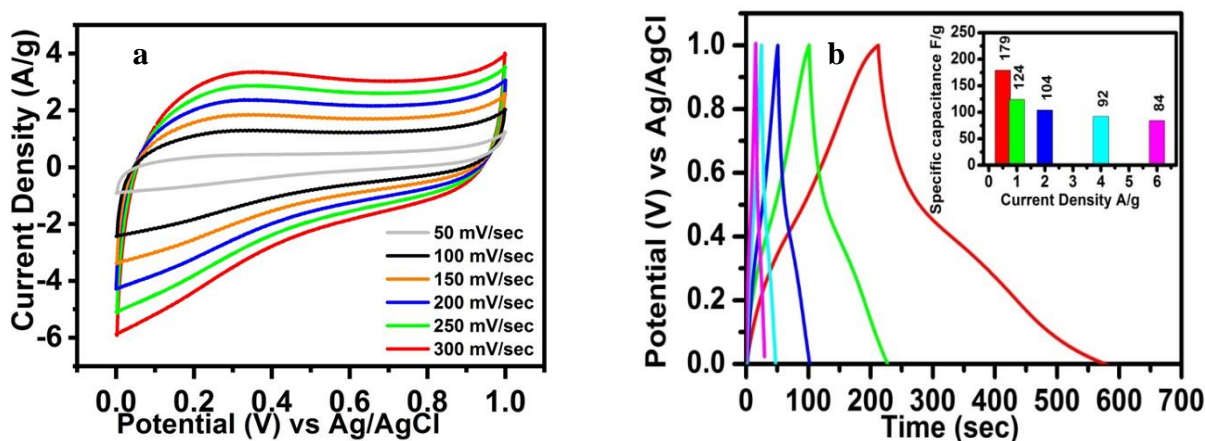 a
Current Density (A/g)
4
2
0
-2
-4
-6
50 mV/sec
100 mV/sec
150 mV/sec
200 mV/sec
250 mV/sec
300 mV/sec
0.0 0.2 0.4 0.6 0.8 1.0
Potential (V) vs Ag/AgCl
b
Potential (V) vs Ag/AgCl
1.0
0.8
0.6
0.4
0.2
0.0
0 100 200 300 400 500 600 700
Time (sec)
Specific capacitance F/g
250
200
150
100
50
0
179
124
104
92
84
0 1 2 3 4 5 6
Current Density A/g